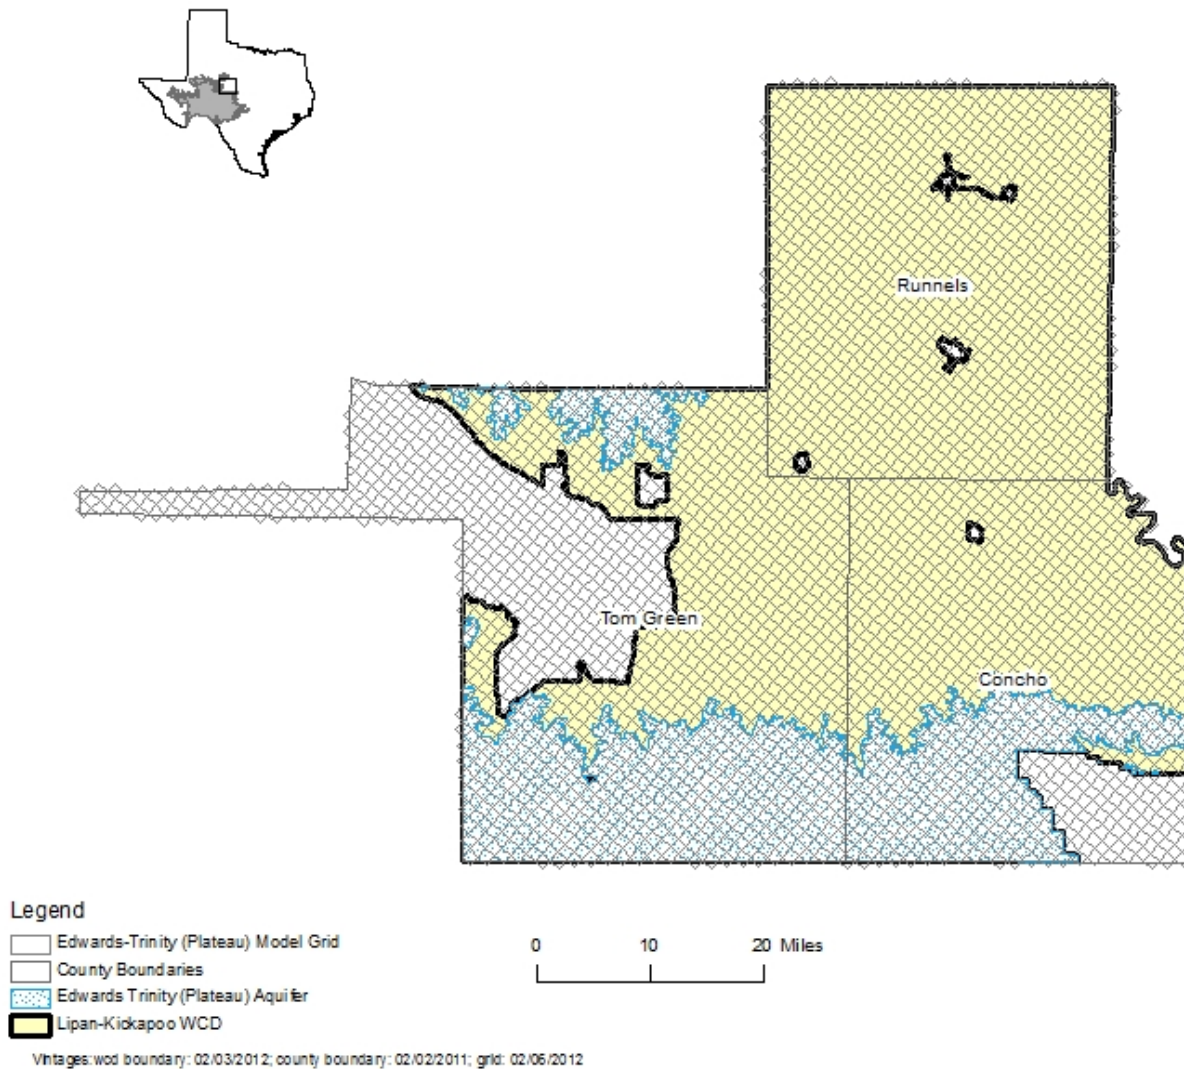 Runnels
Tom Green
Concho
Legend
Edwards-Trinity (Plateau) Model Grid
County Boundaries
Edwards Trinity (Plateau) Aquifer
Lipan-Kickapoo WCD
0 10 20 Miles
Vintages:wcd boundary: 02/03/2012; county boundary: 02/02/2011; grid: 02/06/2012